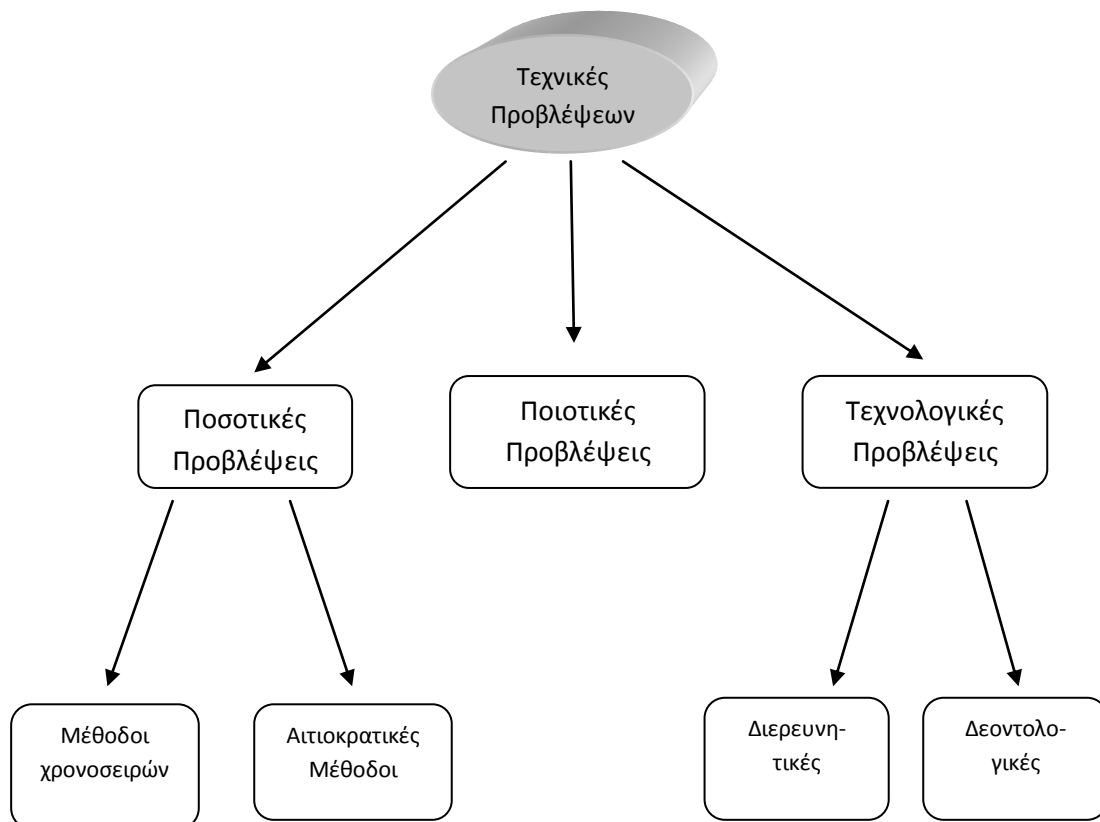 Τεχνικές
Προβλέψεων
Ποσοτικές
Προβλέψεις
Ποιοτικές
Προβλέψεις
Τεχνολογικές
Προβλέψεις
Μέθοδοι
χρονοσειρών
Αιτιοκρατικές
Μέθοδοι
Διερευνη-
τικές
Δεοντολο-
γικές